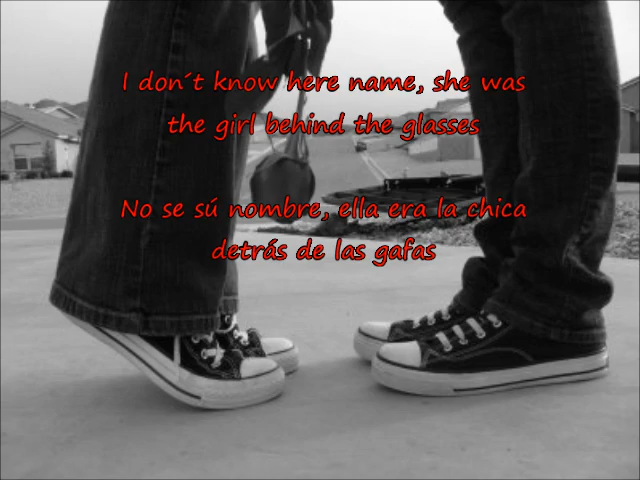 I don´t know here name, she was
the girl behind the glasses
No se sú nombre, ella era la chica
detrás de las gafas